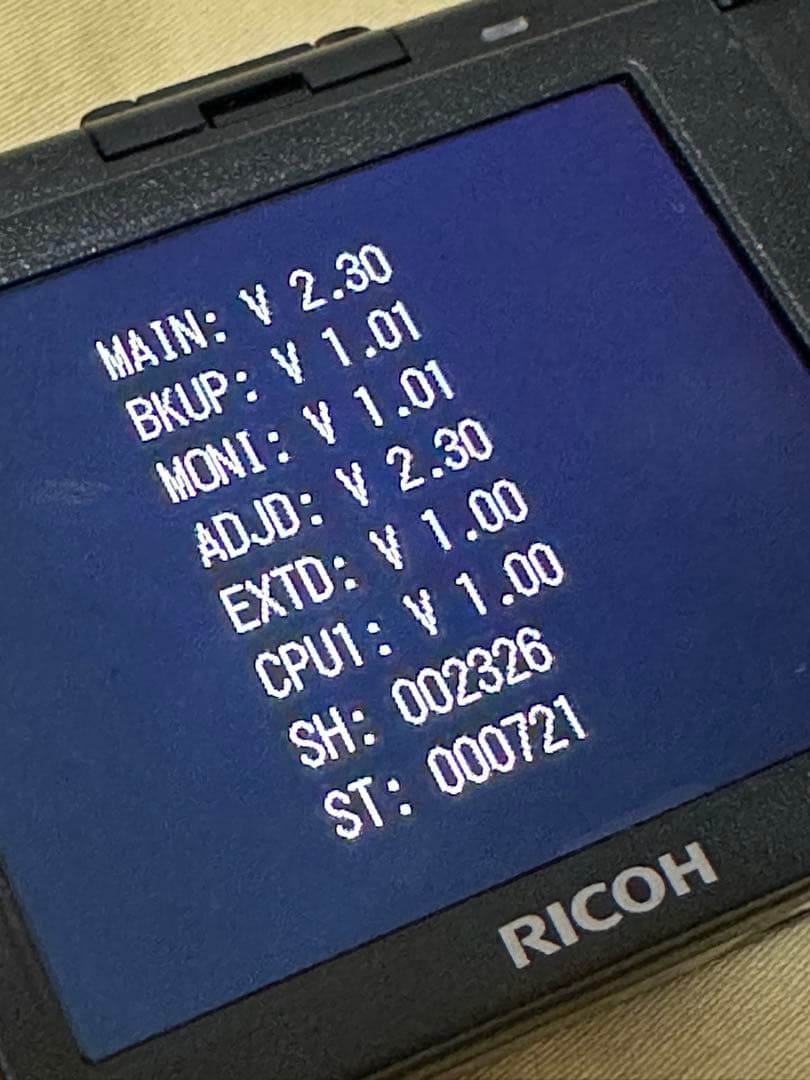 MAIN: V 2.30
BKUP: V 1.01
MONI: V 1.01
ADJD: V 2.30
EXTD: V 1.00
CPU1: V 1.00
SH: 002326
ST: 000721
RICOH